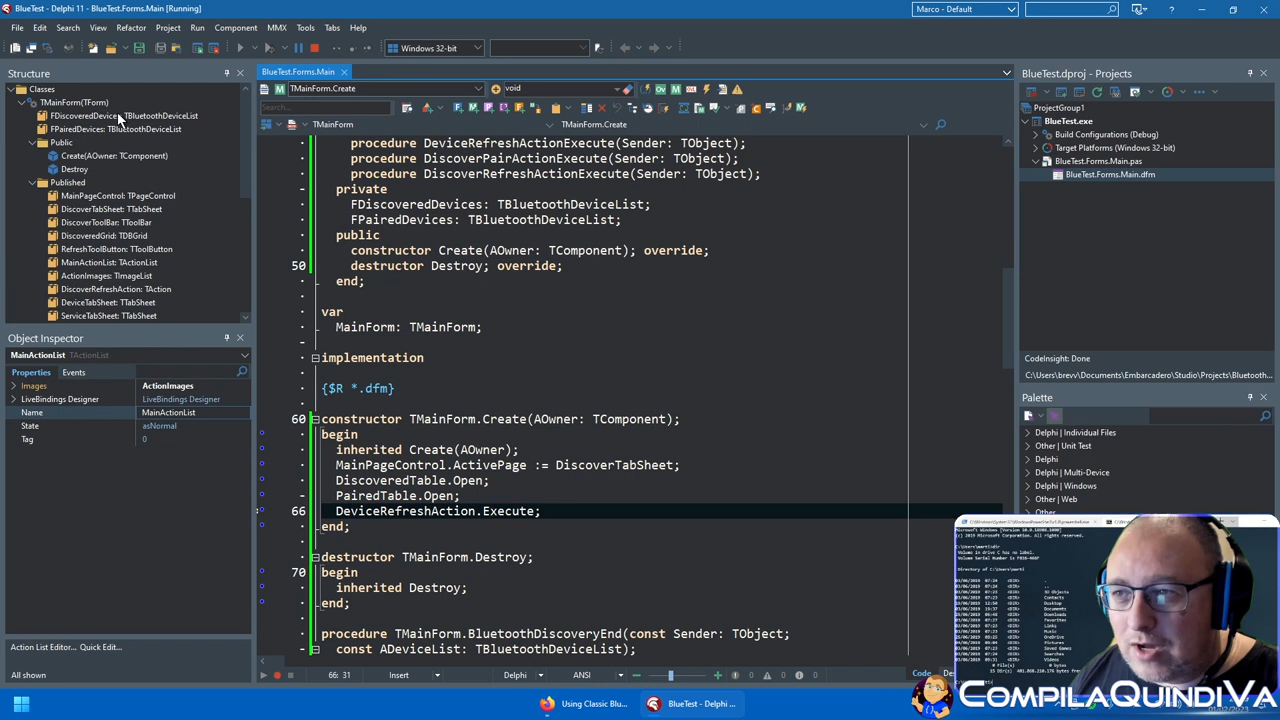 BlueTest - Delphi 11 - BlueTest.Forms.Main [Running]
Marco - Default
File Edit Search View Refactor Project Run Component MMX Tools Tabs Help
Windows 32-bit
Structure
Classes
TMainForm(TForm)
FDiscoveredDevices: TBluetoothDeviceList
FPairedDevices: TBluetoothDeviceList
Public
Create(AOwner: TComponent)
Destroy
Published
MainPageControl: TPageControl
DiscoverTabSheet: TTabSheet
DiscoverToolBar: TToolBar
DiscoveredGrid: TDBGrid
RefreshToolButton: TToolButton
MainActionList: TActionList
ActionImages: TImageList
DiscoverRefreshAction: TAction
DeviceTabSheet: TTabSheet
ServiceTabSheet: TTabSheet
Object Inspector
MainActionList TActionList
Properties Events
Images ActionImages
LiveBindings Designer LiveBindings Designer
Name MainActionList
State asNormal
Tag 0
Action List Editor... Quick Edit...
All shown
BlueTest.Forms.Main
TMainForm.Create
void
Search...
TMainForm
TMainForm.Create
procedure DeviceRefreshActionExecute(Sender: TObject);
procedure DiscoverPairActionExecute(Sender: TObject);
procedure DiscoverRefreshActionExecute(Sender: TObject);
private
FDiscoveredDevices: TBluetoothDeviceList;
FPairedDevices: TBluetoothDeviceList;
public
constructor Create(AOwner: TComponent); override;
50 destructor Destroy; override;
end;
var
MainForm: TMainForm;
implementation
{$R *.dfm}
60 constructor TMainForm.Create(AOwner: TComponent);
begin
inherited Create(AOwner);
MainPageControl.ActivePage := DiscoverTabSheet;
DiscoveredTable.Open;
PairedTable.Open;
66 DeviceRefreshAction.Execute;
end;
destructor TMainForm.Destroy;
70 begin
inherited Destroy;
end;
procedure TMainForm.
66: 41 Insert Delphi
0 0 0
Code
BlueTest.dproj - Projects
ProjectGroup1
BlueTest.exe
Build Configurations (Debug)
Target Platforms (Windows 32-bit)
BlueTest.Forms.Main.pas
BlueTest.Forms.Main.dfm
CodeInsight: Done
C:\Users\brevv\Documents\Embarcadero\Studio\Projects\Bluetooth...
Palette
Delphi | Individual Files
Other | Unit Test
Delphi
Delphi | Multi-Device
Delphi | Windows
Other | Web
Other
Using Classic Blu...
BlueTest - Delphi ...
COMPILAQUINDIVA